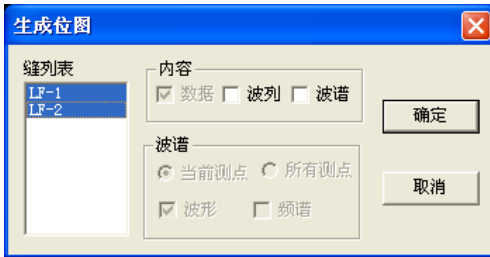 生成位图
缝列表
LF-1
LF-2
内容
数据 波列 波谱
波谱
当前测点 所有测点
波形 频谱
确定
取消